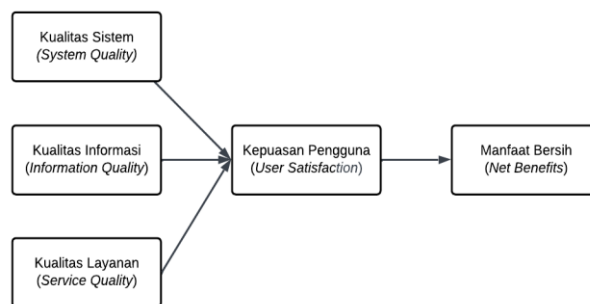 Kualitas Sistem
(System Quality)
Kualitas Informasi
(Information Quality)
Kepuasan Pengguna
(User Satisfaction)
Manfaat Bersih
(Net Benefits)
Kualitas Layanan
(Service Quality)